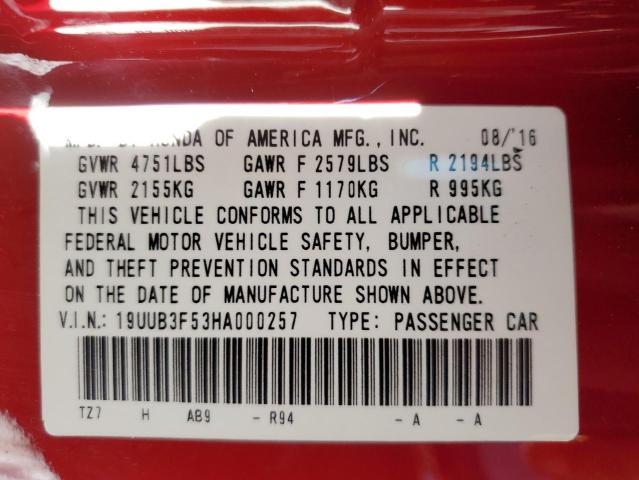 HONDA OF AMERICA MFG., INC. 08/'16
GVWR 4751LBS GAWR F 2579LBS R 2194LBS
GVWR 2155KG GAWR F 1170KG R 995KG
THIS VEHICLE CONFORMS TO ALL APPLICABLE
FEDERAL MOTOR VEHICLE SAFETY, BUMPER,
AND THEFT PREVENTION STANDARDS IN EFFECT
ON THE DATE OF MANUFACTURE SHOWN ABOVE.
V.I.N.: 19UUB3F53HA000257 TYPE: PASSENGER CAR
TZ7 H AB9 - R94 - A - A